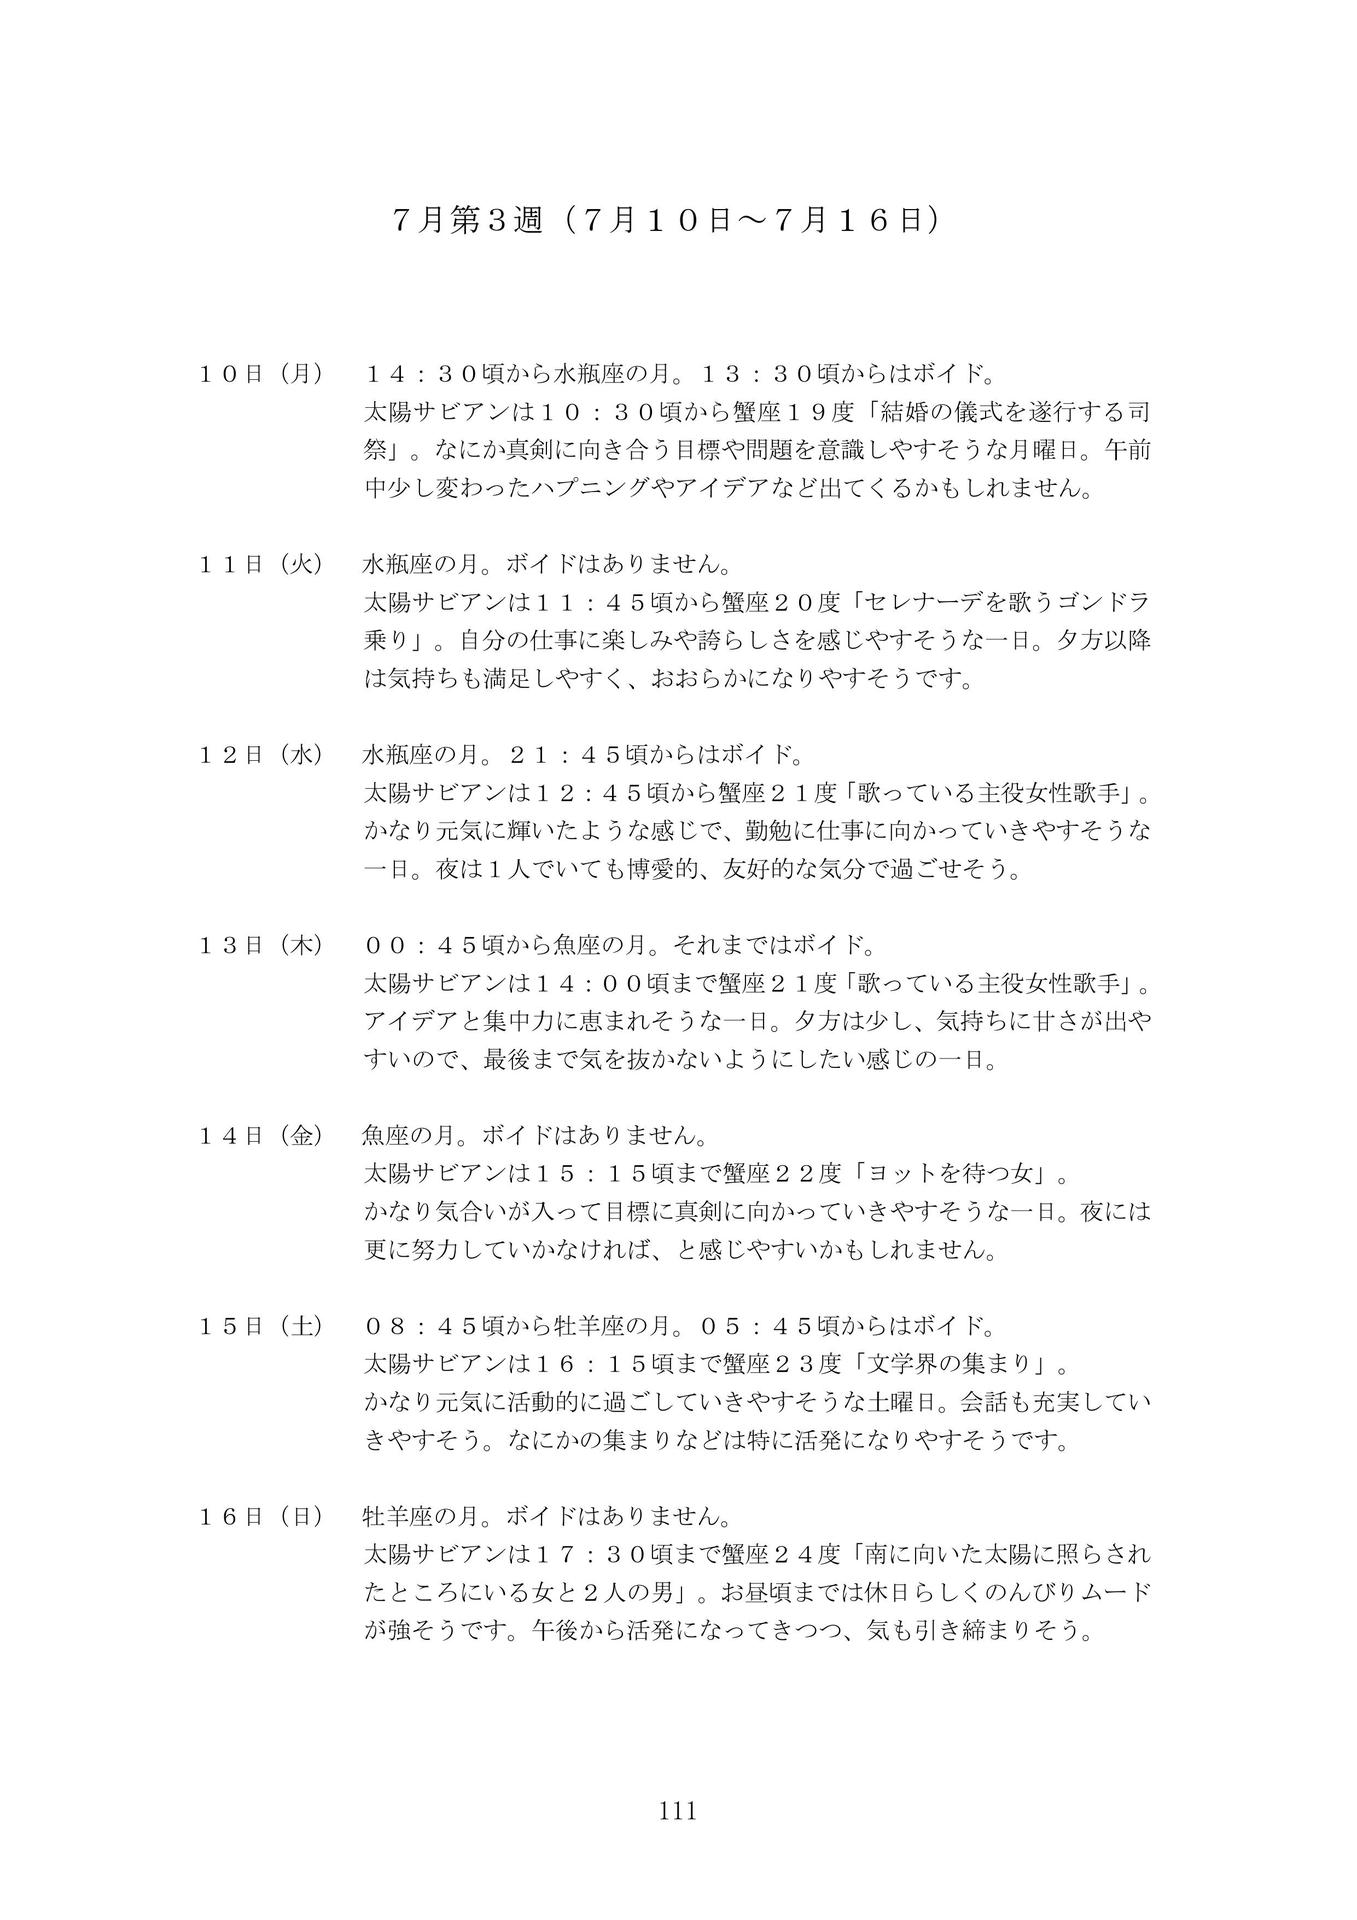 ７月第３週（７月１０日～７月１６日）
１０日（月）　１４：３０頃から水瓶座の月。１３：３０頃からはボイド。
太陽サビアンは１０：３０頃から蟹座１９度「結婚の儀式を遂行する司
祭」。なにか真剣に向き合う目標や問題を意識しやすそうな月曜日。午前
中少し変わったハプニングやアイデアなど出てくるかもしれません。
１１日（火）　水瓶座の月。ボイドはありません。
太陽サビアンは１１：４５頃から蟹座２０度「セレナーデを歌うゴンドラ
乗り」。自分の仕事に楽しみや誇らしさを感じやすそうな一日。夕方以降
は気持ちも満足しやすく、おおらかになりやすそうです。
１２日（水）　水瓶座の月。２１：４５頃からはボイド。
太陽サビアンは１２：４５頃から蟹座２１度「歌っている主役女性歌手」。
かなり元気に輝いたような感じで、勤勉に仕事に向かっていきやすそうな
一日。夜は１人でいても博愛的、友好的な気分で過ごせそう。
１３日（木）　００：４５頃から魚座の月。それまではボイド。
太陽サビアンは１４：００頃まで蟹座２１度「歌っている主役女性歌手」。
アイデアと集中力に恵まれそうな一日。夕方は少し、気持ちに甘さが出や
すいので、最後まで気を抜かないようにしたい感じの一日。
１４日（金）　魚座の月。ボイドはありません。
太陽サビアンは１５：１５頃まで蟹座２２度「ヨットを待つ女」。
かなり気合いが入って目標に真剣に向かっていきやすそうな一日。夜には
更に努力していかなければ、と感じやすいかもしれません。
１５日（土）　０８：４５頃から牡羊座の月。０５：４５頃からはボイド。
太陽サビアンは１６：１５頃まで蟹座２３度「文学界の集まり」。
かなり元気に活動的に過ごしていきやすそうな土曜日。会話も充実してい
きやすそう。なにかの集まりなどは特に活発になりやすそうです。
１６日（日）　牡羊座の月。ボイドはありません。
太陽サビアンは１７：３０頃まで蟹座２４度「南に向いた太陽に照らされ
たところにいる女と２人の男」。お昼頃までは休日らしくのんびりムード
が強そうです。午後から活発になってきつつ、気も引き締まりそう。
111